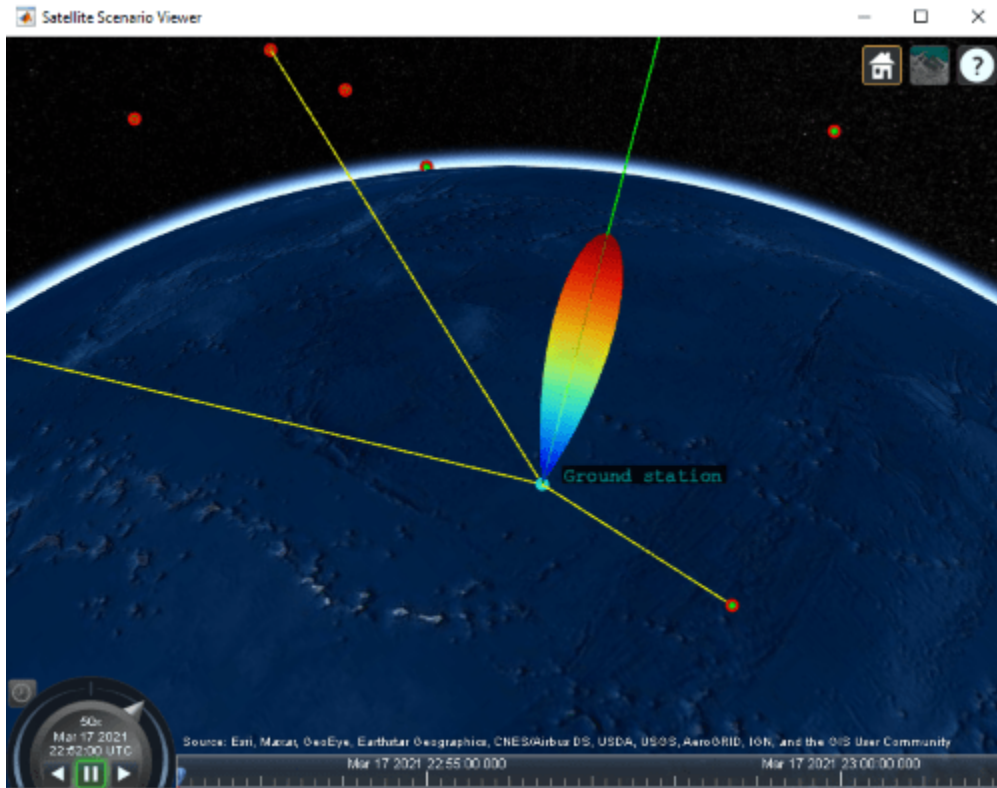 Satellite Scenario Viewer
?
Ground station
50x
Mar 17 2021
22:52:00 UTC
Source: Esri, Maxar, GeoEye, Earthstar Geographics, CNES/Airbus DS, USDA, USGS, AeroGRID, IGN, and the GIS User Community
Mar 17 2021 22:55:00.000
Mar 17 2021 23:00:00.000